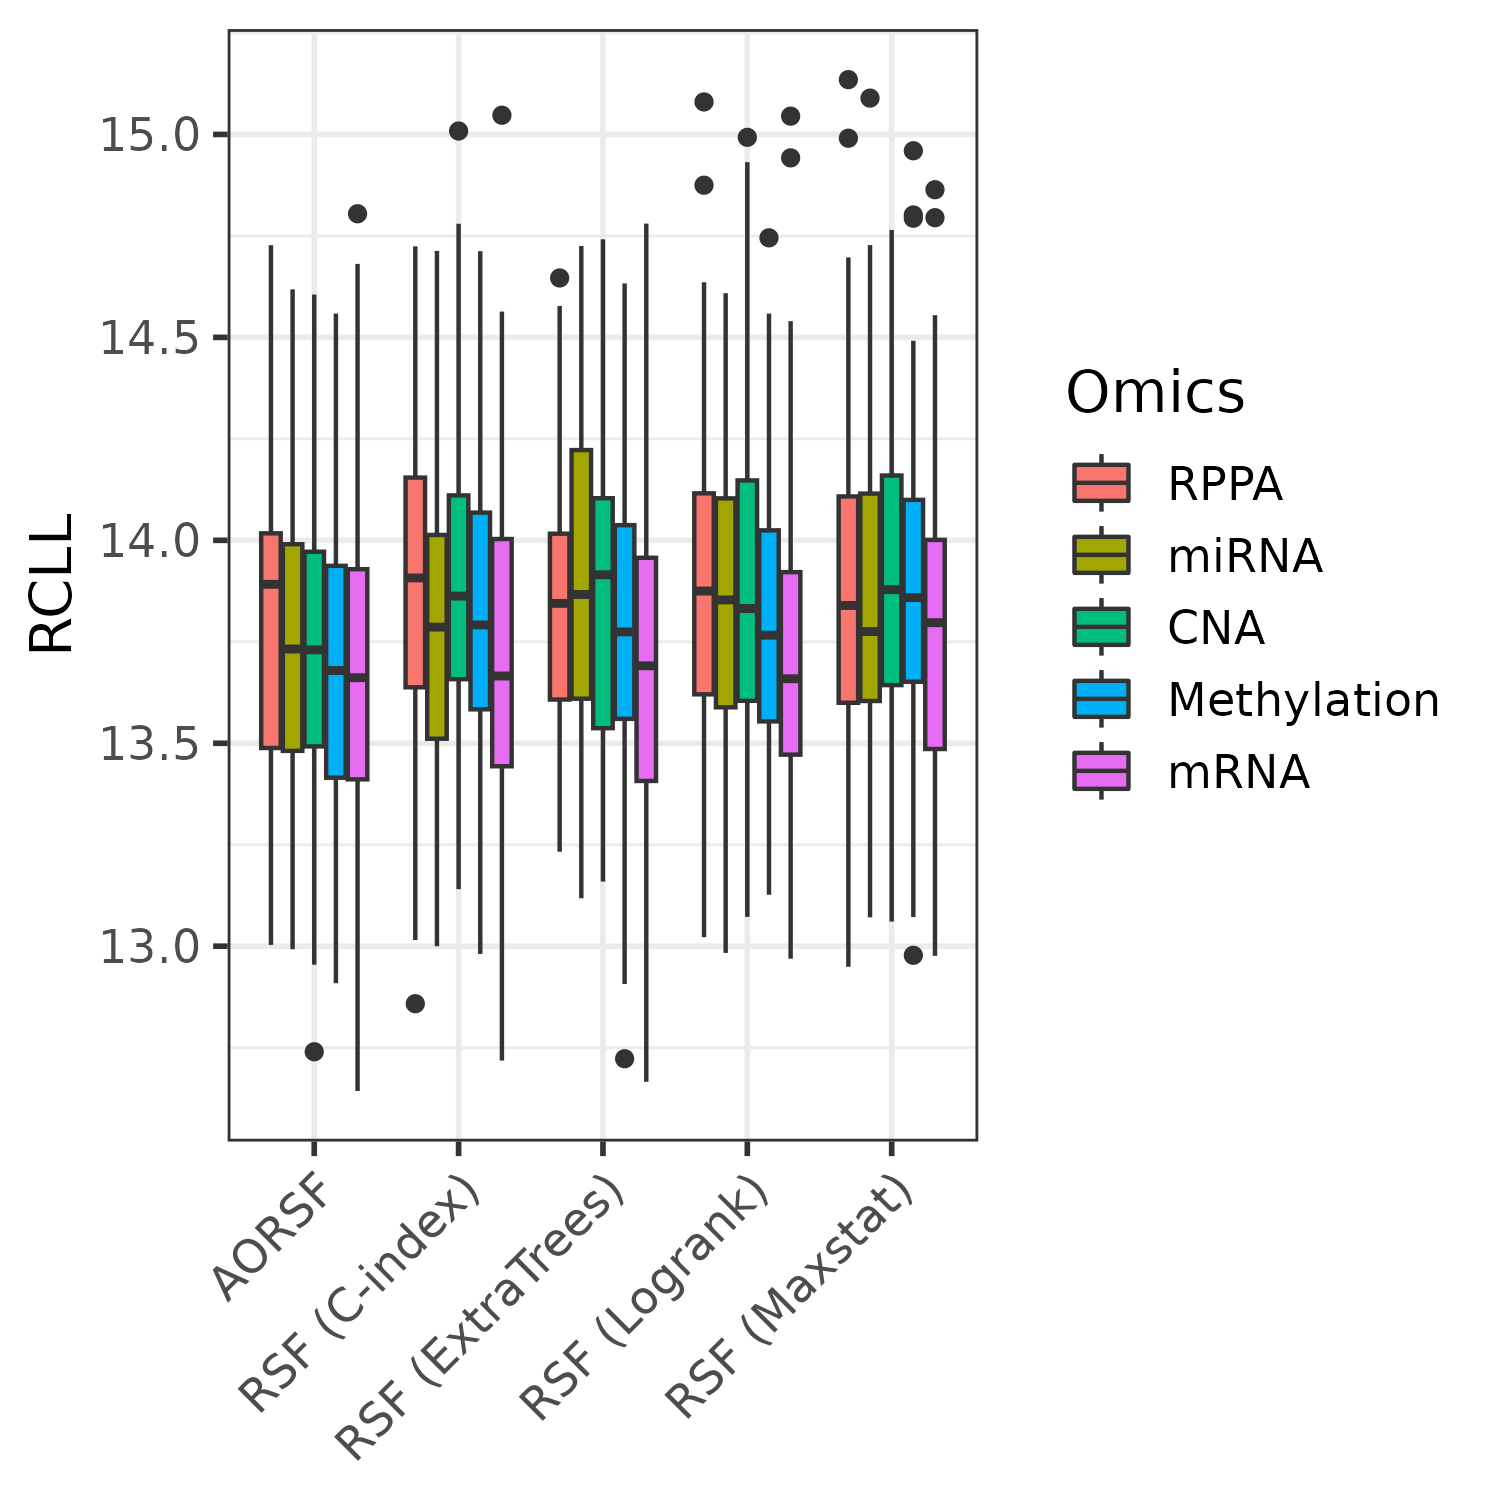 RCLL
15.0
14.5
14.0
13.5
13.0
AORSF
RSF (C-index)
RSF (ExtraTrees)
RSF (Logrank)
RSF (Maxstat)
Omics
RPPA
miRNA
CNA
Methylation
mRNA